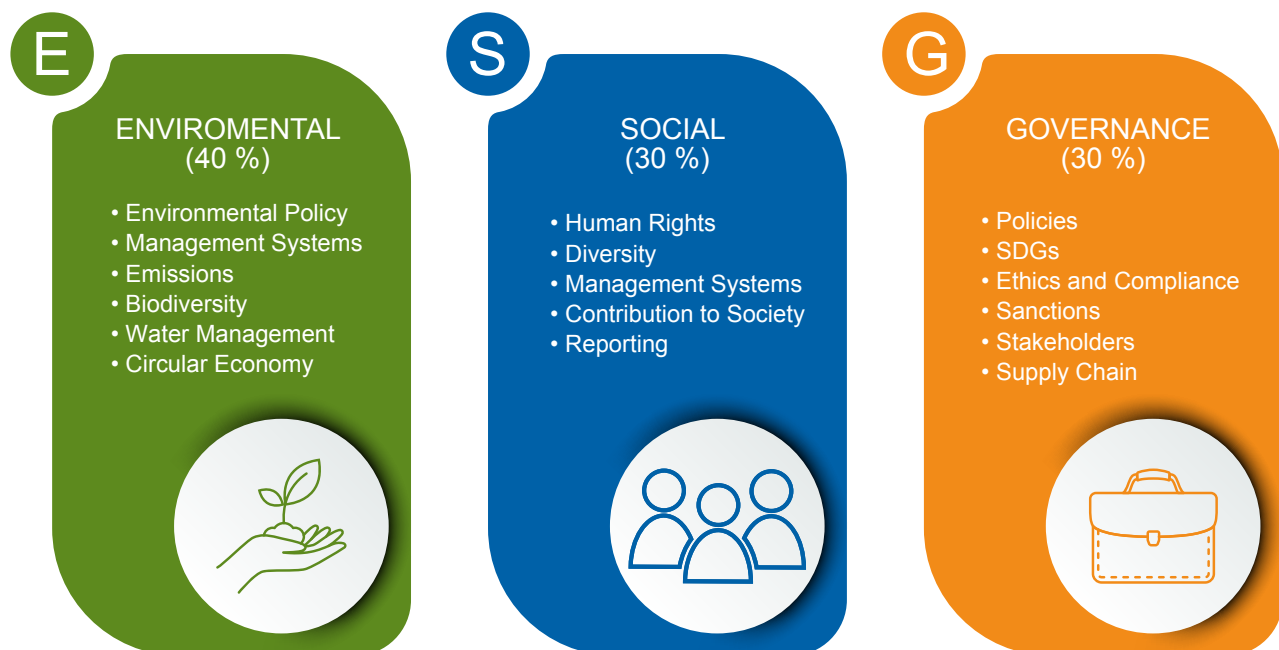 E
ENVIROMENTAL
(40 %)
• Environmental Policy
• Management Systems
• Emissions
• Biodiversity
• Water Management
• Circular Economy
S
SOCIAL
(30 %)
• Human Rights
• Diversity
• Management Systems
• Contribution to Society
• Reporting
G
GOVERNANCE
(30 %)
• Policies
• SDGs
• Ethics and Compliance
• Sanctions
• Stakeholders
• Supply Chain